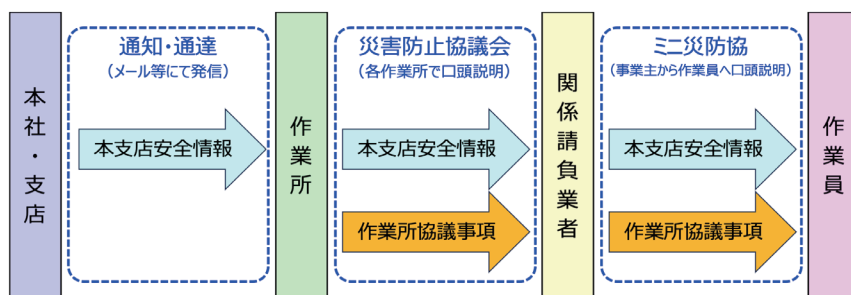 本社・支店
通知・通達
(メール等にて発信)
本支店安全情報
作業所
災害防止協議会
(各作業所で口頭説明)
本支店安全情報
作業所協議事項
関係請負業者
ミニ災防協
(事業主から作業員へ口頭説明)
本支店安全情報
作業所協議事項
作業員